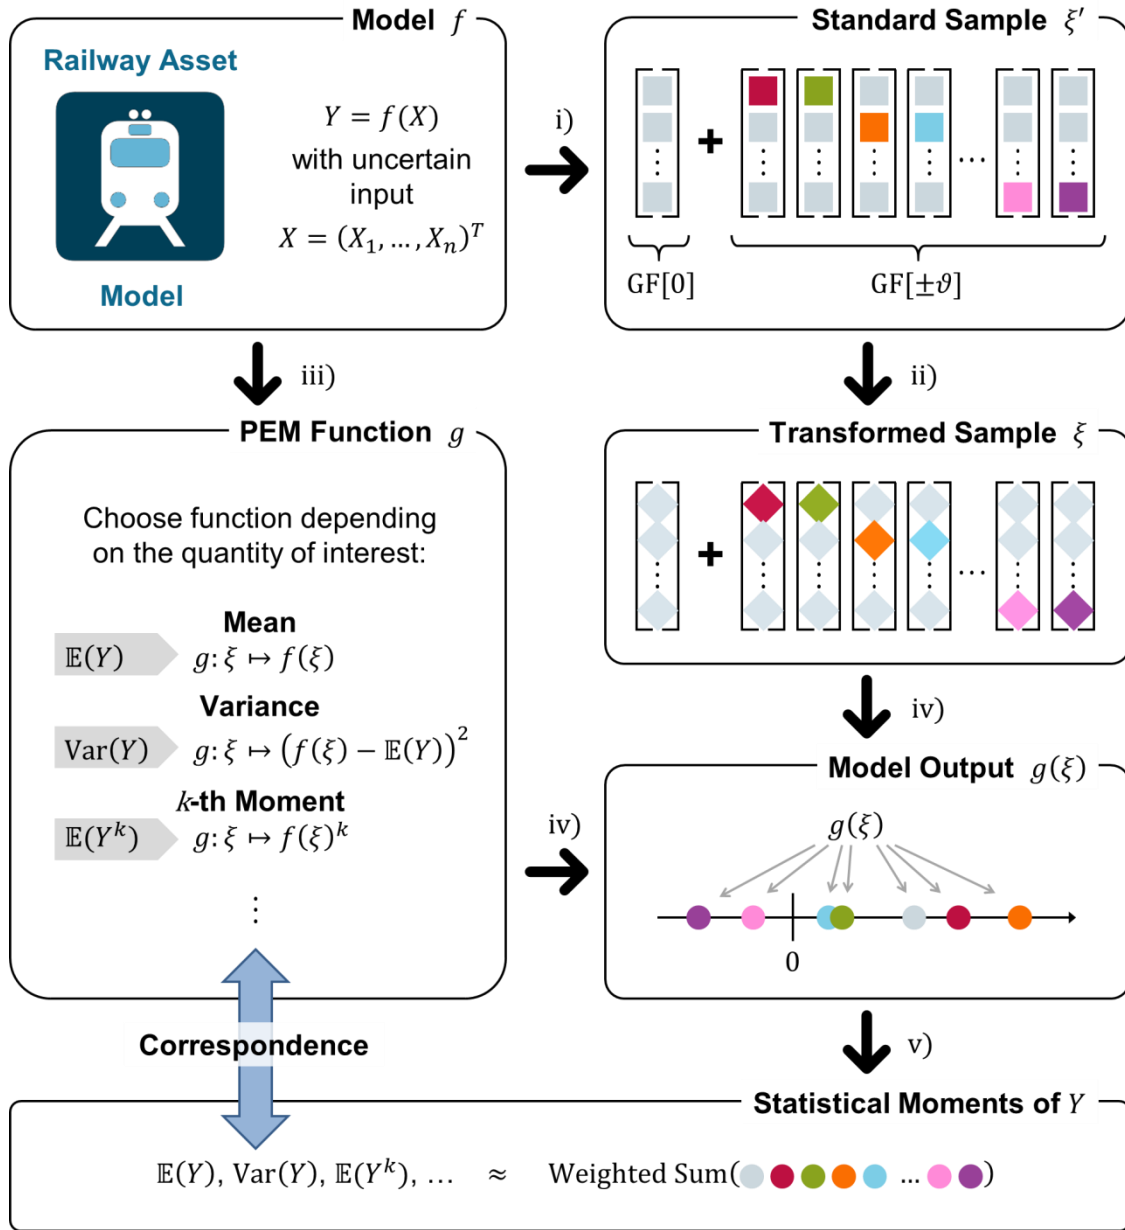 Model f
Railway Asset
Y = f(X)
with uncertain
input
X = (X₁, …, Xₙ)ᵀ
Model
i)
Standard Sample ξ′
+
⋮
…
GF[0]
GF[±ϑ]
iii)
ii)
PEM Function g
Choose function depending
on the quantity of interest:
Mean
𝔼(Y) g: ξ ↦ f(ξ)
Variance
Var(Y) g: ξ ↦ (f(ξ) − 𝔼(Y))²
k-th Moment
𝔼(Yᵏ) g: ξ ↦ f(ξ)ᵏ
⋮
Transformed Sample ξ
+
⋮
…
iv)
iv)
Model Output g(ξ)
g(ξ)
0
Correspondence
v)
Statistical Moments of Y
𝔼(Y), Var(Y), 𝔼(Yᵏ), … ≈ Weighted Sum( … )